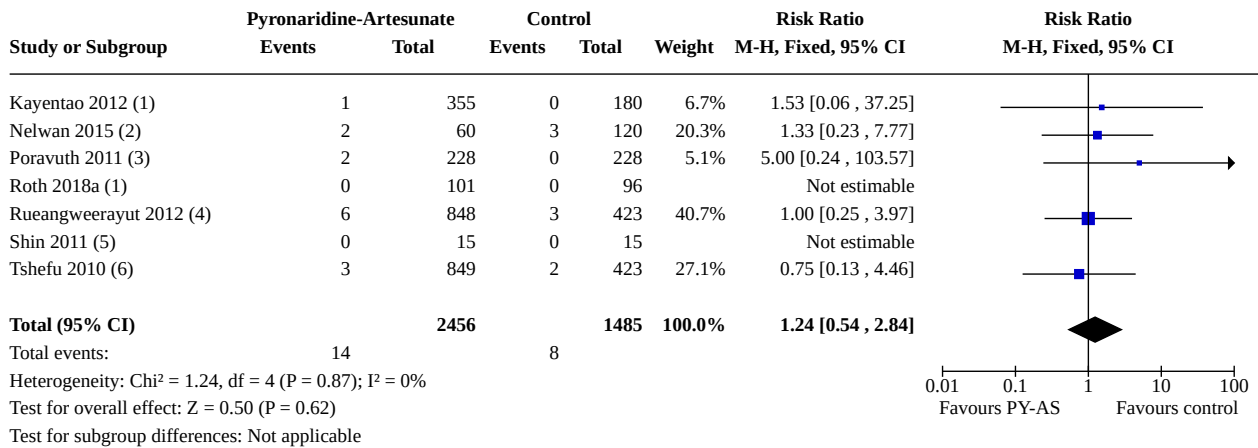 Pyronaridine-Artesunate Control Risk Ratio Risk Ratio
Study or Subgroup Events Total Events Total Weight M-H, Fixed, 95% CI M-H, Fixed, 95% CI
Kayentao 2012 (1) 1 355 0 180 6.7% 1.53 [0.06 , 37.25]
Nelwan 2015 (2) 2 60 3 120 20.3% 1.33 [0.23 , 7.77]
Poravuth 2011 (3) 2 228 0 228 5.1% 5.00 [0.24 , 103.57]
Roth 2018a (1) 0 101 0 96 Not estimable
Rueangweerayut 2012 (4) 6 848 3 423 40.7% 1.00 [0.25 , 3.97]
Shin 2011 (5) 0 15 0 15 Not estimable
Tshefu 2010 (6) 3 849 2 423 27.1% 0.75 [0.13 , 4.46]
Total (95% CI) 2456 1485 100.0% 1.24 [0.54 , 2.84]
Total events: 14 8
Heterogeneity: Chi² = 1.24, df = 4 (P = 0.87); I² = 0%
Test for overall effect: Z = 0.50 (P = 0.62)
Test for subgroup differences: Not applicable
0.01 0.1 1 10 100
Favours PY-AS Favours control